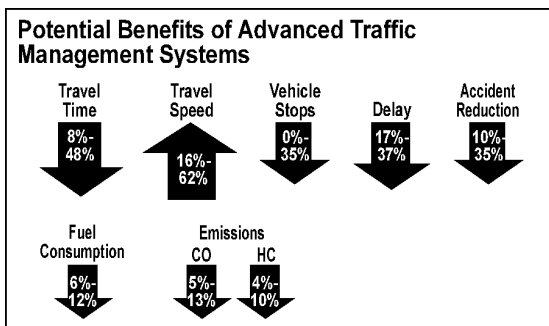 Potential Benefits of Advanced Traffic
Management Systems
Travel
Time
8%-
48%
Travel
Speed
16%-
62%
Vehicle
Stops
0%-
35%
Delay
17%-
37%
Accident
Reduction
10%-
35%
Fuel
Consumption
6%-
12%
Emissions
CO
5%-
13%
HC
4%-
10%